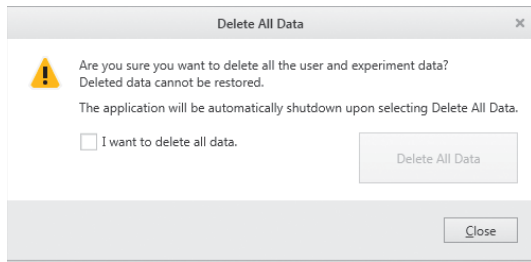 Delete All Data
Are you sure you want to delete all the user and experiment data?
Deleted data cannot be restored.
The application will be automatically shutdown upon selecting Delete All Data.
I want to delete all data.
Delete All Data
Close